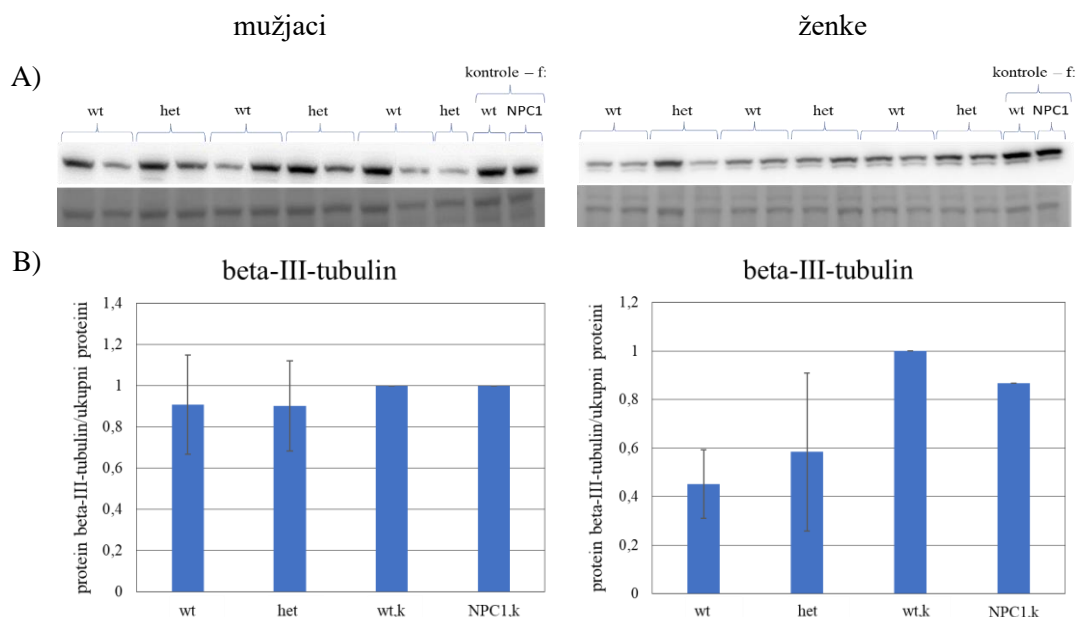 mužjaci
ženke
A)
kontrole – f:
wt het wt het wt het wt NPC1
kontrole – f:
wt het wt het wt het wt NPC1
B)
beta-III-tubulin
protein beta-III-tubulin/ukupni proteini
1,4
1,2
1
0,8
0,6
0,4
0,2
0
wt het wt,k NPC1,k
beta-III-tubulin
protein beta-III-tubulin/ukupni proteini
1,2
1
0,8
0,6
0,4
0,2
0
wt het wt,k NPC1,k